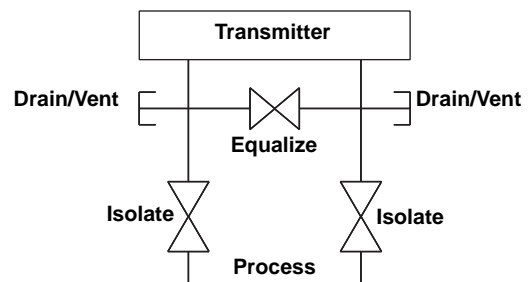 Transmitter
Drain/Vent
Drain/Vent
Equalize
Isolate
Isolate
Process